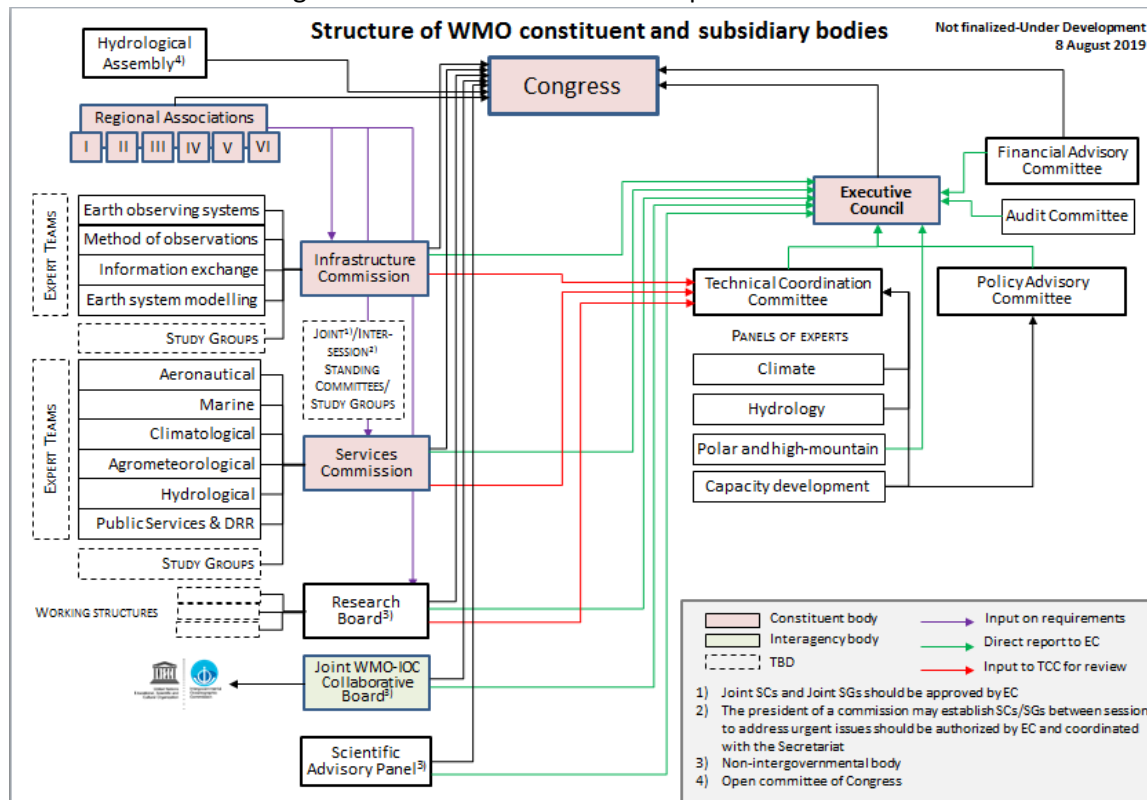 Structure of WMO constituent and subsidiary bodies
Not finalized-Under Development
8 August 2019
Hydrological
Assembly4)
Congress
Regional Associations
I II III IV V VI
Financial Advisory
Committee
Executive
Council
Audit Committee
EXPERT TEAMS
Earth observing systems
Method of observations
Information exchange
Earth system modelling
STUDY GROUPS
Infrastructure
Commission
Technical Coordination
Committee
Policy Advisory
Committee
JOINT1)/INTER-
SESSION2)
STANDING
COMMITTEES/
STUDY GROUPS
PANELS OF EXPERTS
Climate
Hydrology
Polar and high-mountain
Capacity development
EXPERT TEAMS
Aeronautical
Marine
Climatological
Agrometeorological
Hydrological
Public Services & DRR
STUDY GROUPS
Services
Commission
WORKING STRUCTURES
Research
Board3)
Joint WMO-IOC
Collaborative
Board3)
Scientific
Advisory Panel3)
Constituent body
Interagency body
TBD
Input on requirements
Direct report to EC
Input to TCC for review
1) Joint SCs and Joint SGs should be approved by EC
2) The president of a commission may establish SCs/SGs between session
to address urgent issues should be authorized by EC and coordinated
with the Secretariat
3) Non-intergovernmental body
4) Open committee of Congress